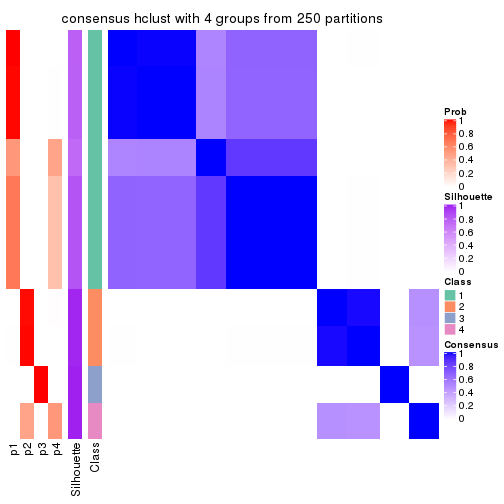 consensus hclust with 4 groups from 250 partitions
Prob
1
0.8
0.6
0.4
0.2
0
Silhouette
1
0.8
0.6
0.4
0.2
0
Class
1
2
3
4
Consensus
1
0.8
0.6
0.4
0.2
0
p1
p2
p3
p4
Silhouette
Class